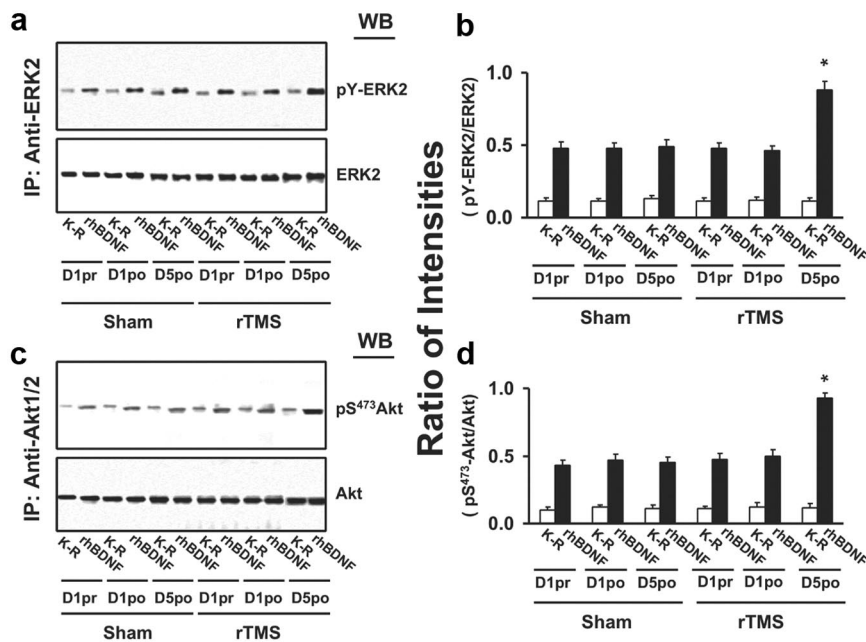 a
WB
IP: Anti-ERK2
pY-ERK2
ERK2
K-R rhBDNF K-R rhBDNF K-R rhBDNF K-R rhBDNF K-R rhBDNF K-R rhBDNF
D1pr D1po D5po D1pr D1po D5po
Sham rTMS
b
Ratio of Intensities
( pY-ERK2/ERK2)
1.0
0.5
0.0
*
K-R rhBDNF K-R rhBDNF K-R rhBDNF K-R rhBDNF K-R rhBDNF K-R rhBDNF
D1pr D1po D5po D1pr D1po D5po
Sham rTMS
c
WB
IP: Anti-Akt1/2
pS⁴⁷³Akt
Akt
K-R rhBDNF K-R rhBDNF K-R rhBDNF K-R rhBDNF K-R rhBDNF K-R rhBDNF
D1pr D1po D5po D1pr D1po D5po
Sham rTMS
d
( pS⁴⁷³-Akt/Akt)
1.0
0.5
0.0
*
K-R rhBDNF K-R rhBDNF K-R rhBDNF K-R rhBDNF K-R rhBDNF K-R rhBDNF
D1pr D1po D5po D1pr D1po D5po
Sham rTMS